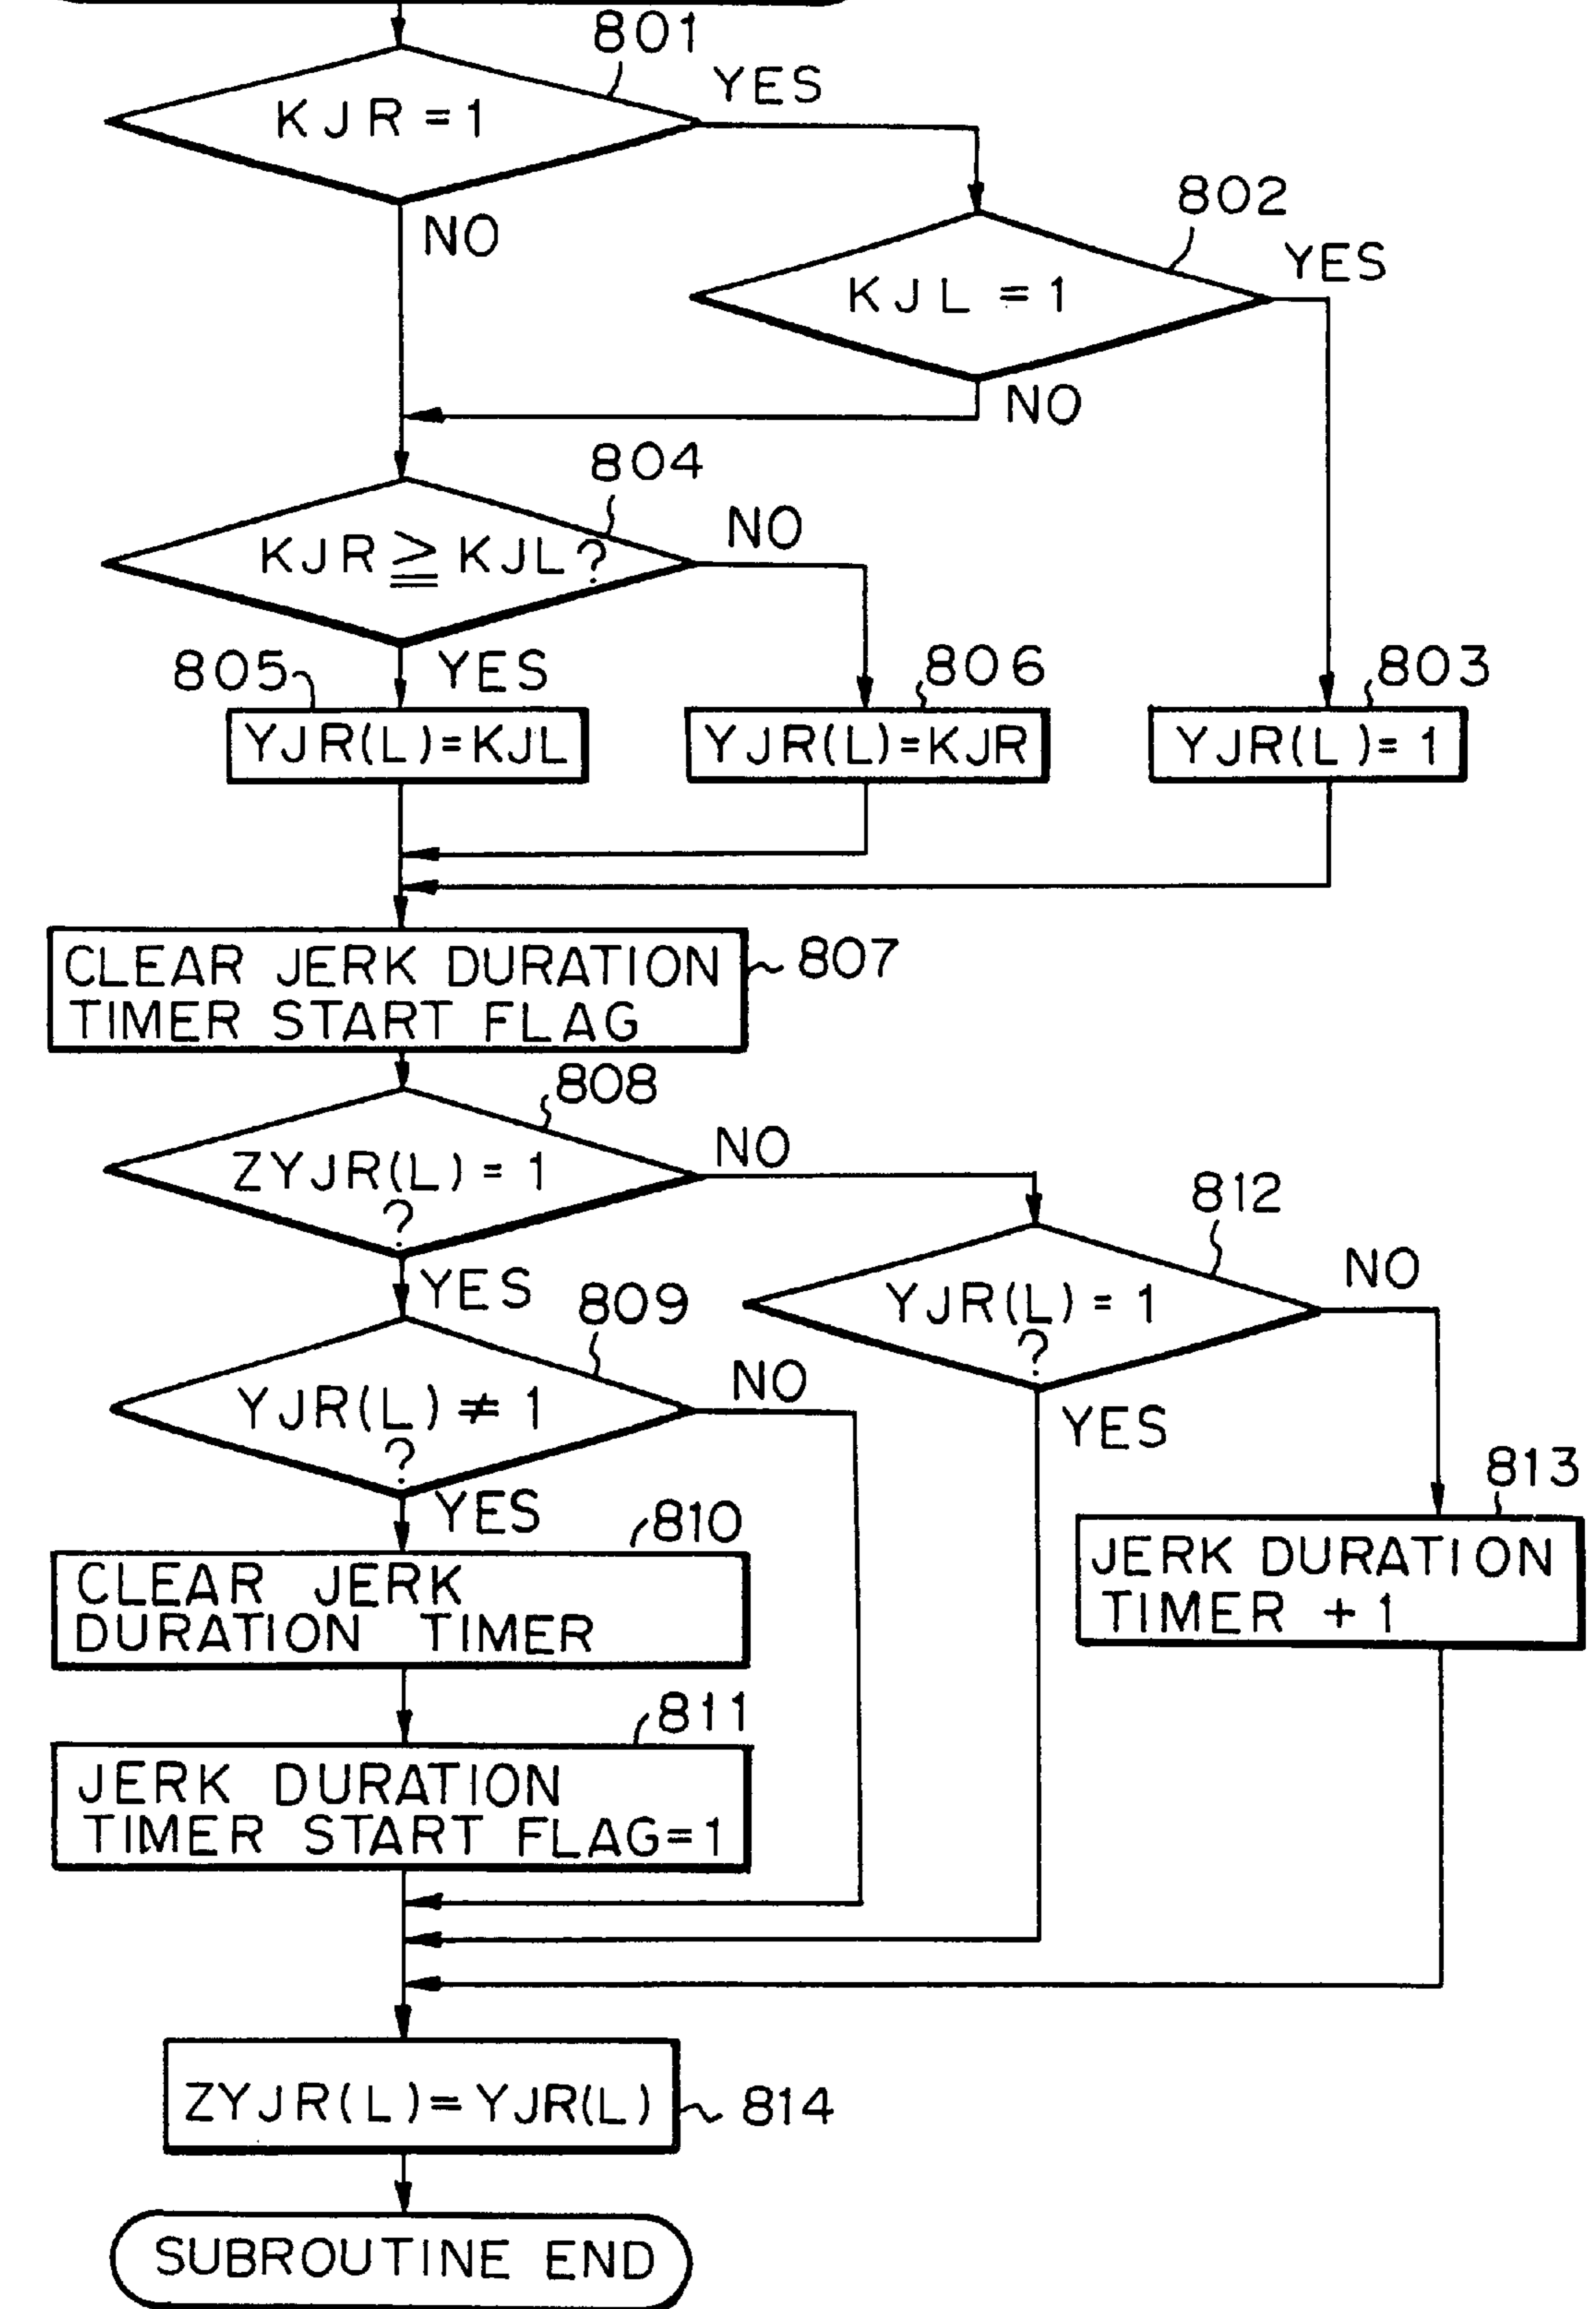 801
KJR = 1
YES
NO
802
KJL = 1
YES
NO
804
KJR ≧ KJL ?
NO
YES
805
YJR(L)=KJL
806
YJR(L)=KJR
803
YJR(L)= 1
CLEAR JERK DURATION
TIMER START FLAG
807
808
ZYJR(L) = 1
?
NO
YES
812
YJR(L) = 1
?
NO
YES
809
YJR(L) ≠ 1
?
NO
YES
810
CLEAR JERK
DURATION TIMER
813
JERK DURATION
TIMER +1
811
JERK DURATION
TIMER START FLAG=1
ZYJR(L)=YJR(L)
814
SUBROUTINE END